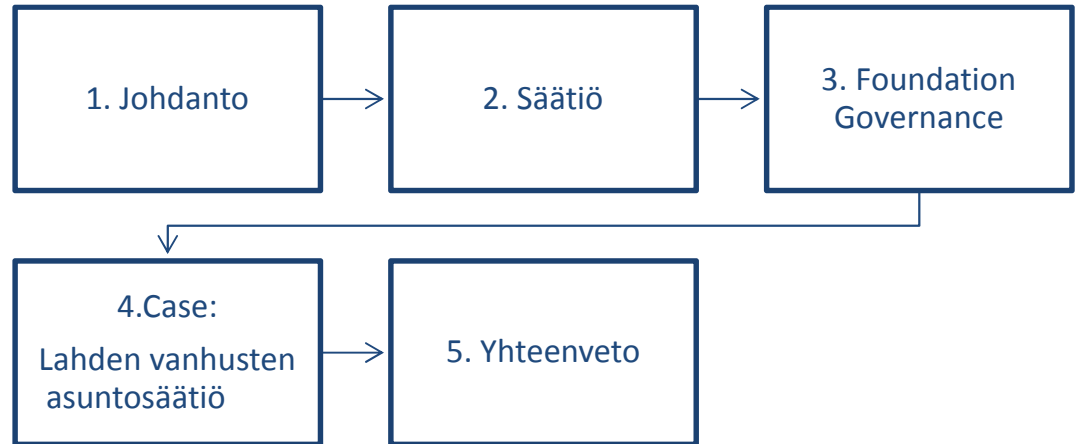 1. Johdanto
2. Säätiö
3. Foundation
Governance
4.Case:
Lahden vanhusten
asuntosäätiö
5. Yhteenveto